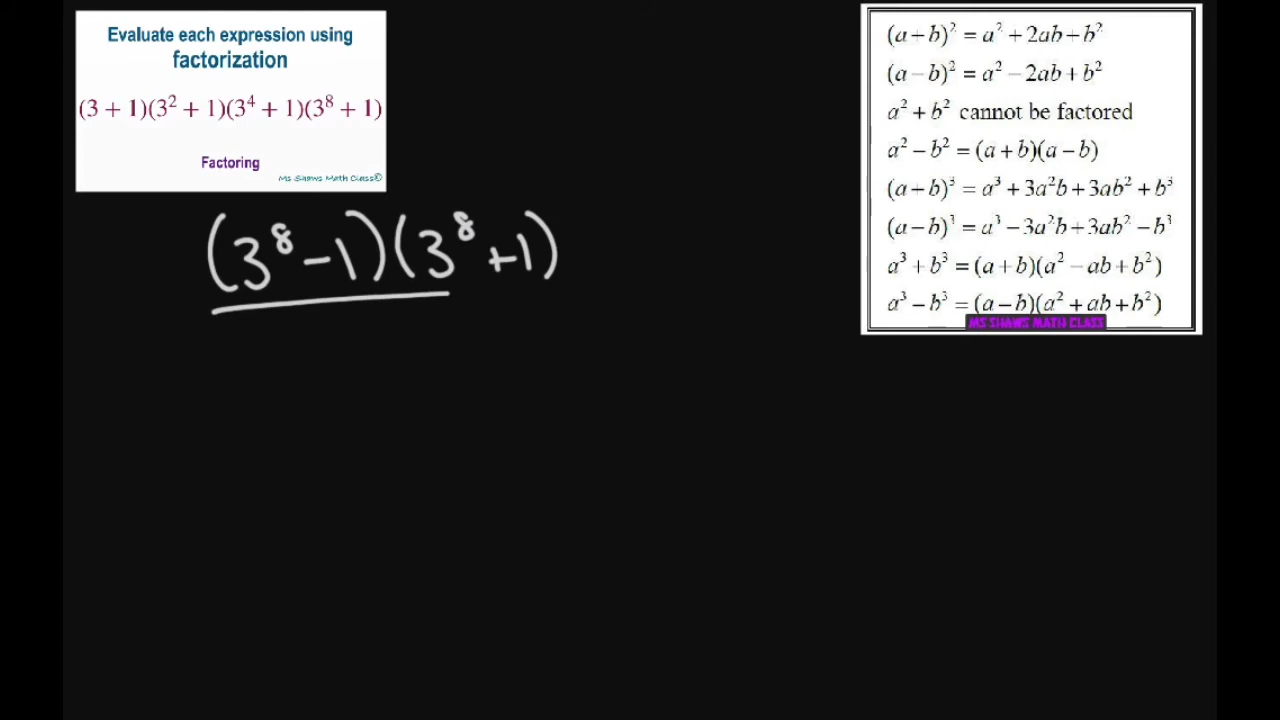 Evaluate each expression using
factorization
(3 + 1)(3² + 1)(3⁴ + 1)(3⁸ + 1)
Factoring
Ms Shaws Math Class©
(3⁸ - 1)(3⁸ + 1)
(a + b)² = a² + 2ab + b²
(a − b)² = a² − 2ab + b²
a² + b² cannot be factored
a² − b² = (a + b)(a − b)
(a + b)³ = a³ + 3a²b + 3ab² + b³
(a − b)³ = a³ − 3a²b + 3ab² − b³
a³ + b³ = (a + b)(a² − ab + b²)
a³ − b³ = (a − b)(a² + ab + b²)
MS SHAWS MATH CLASS